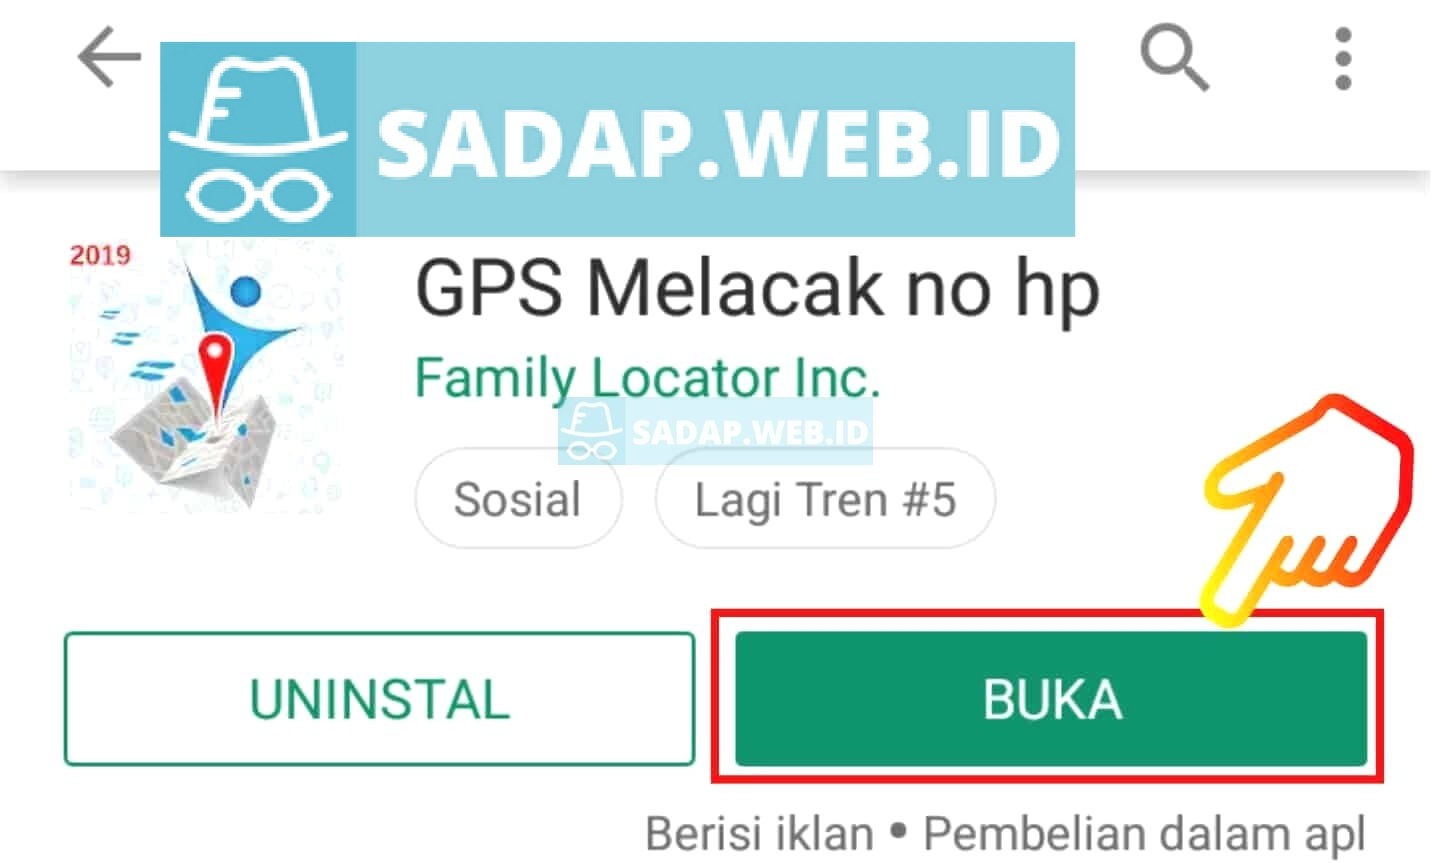 SADAP.WEB.ID
2019
GPS Melacak no hp
Family Locator Inc.
SADAP.WEB.ID
Sosial
Lagi Tren #5
UNINSTAL
BUKA
Berisi iklan • Pembelian dalam apl